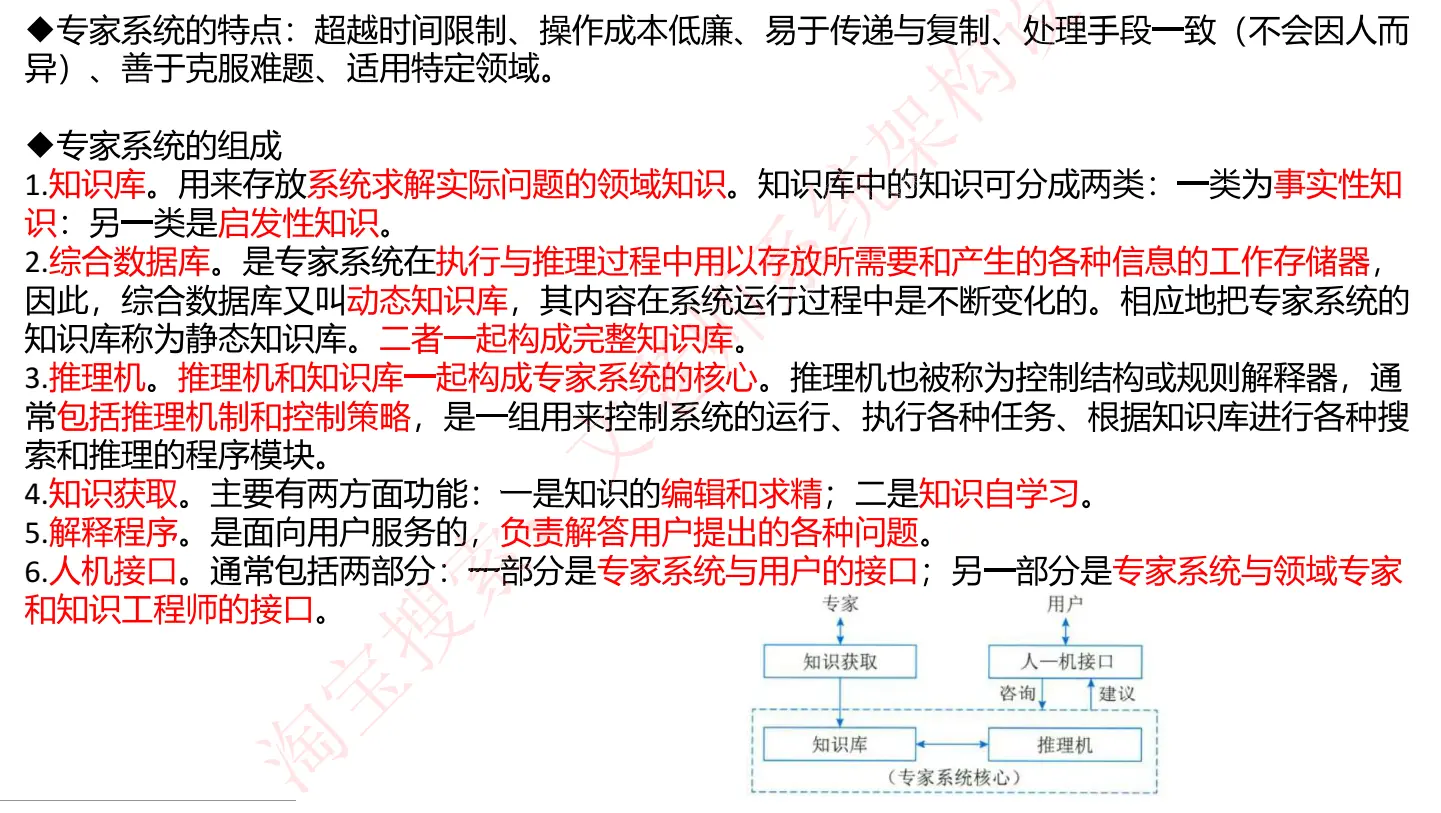 ◆专家系统的特点：超越时间限制、操作成本低廉、易于传递与复制、处理手段一致（不会因人而
异）、善于克服难题、适用特定领域。
◆专家系统的组成
1.知识库。用来存放系统求解实际问题的领域知识。知识库中的知识可分成两类：一类为事实性知
识：另一类是启发性知识。
2.综合数据库。是专家系统在执行与推理过程中用以存放所需要和产生的各种信息的工作存储器，
因此，综合数据库又叫动态知识库，其内容在系统运行过程中是不断变化的。相应地把专家系统的
知识库称为静态知识库。二者一起构成完整知识库。
3.推理机。推理机和知识库一起构成专家系统的核心。推理机也被称为控制结构或规则解释器，通
常包括推理机制和控制策略，是一组用来控制系统的运行、执行各种任务、根据知识库进行各种搜
索和推理的程序模块。
4.知识获取。主要有两方面功能：一是知识的编辑和求精；二是知识自学习。
5.解释程序。是面向用户服务的，负责解答用户提出的各种问题。
6.人机接口。通常包括两部分：一部分是专家系统与用户的接口；另一部分是专家系统与领域专家
和知识工程师的接口。
专家
用户
知识获取
人—机接口
咨询
建议
知识库
推理机
（专家系统核心）
淘宝搜索：文老师系统架构设